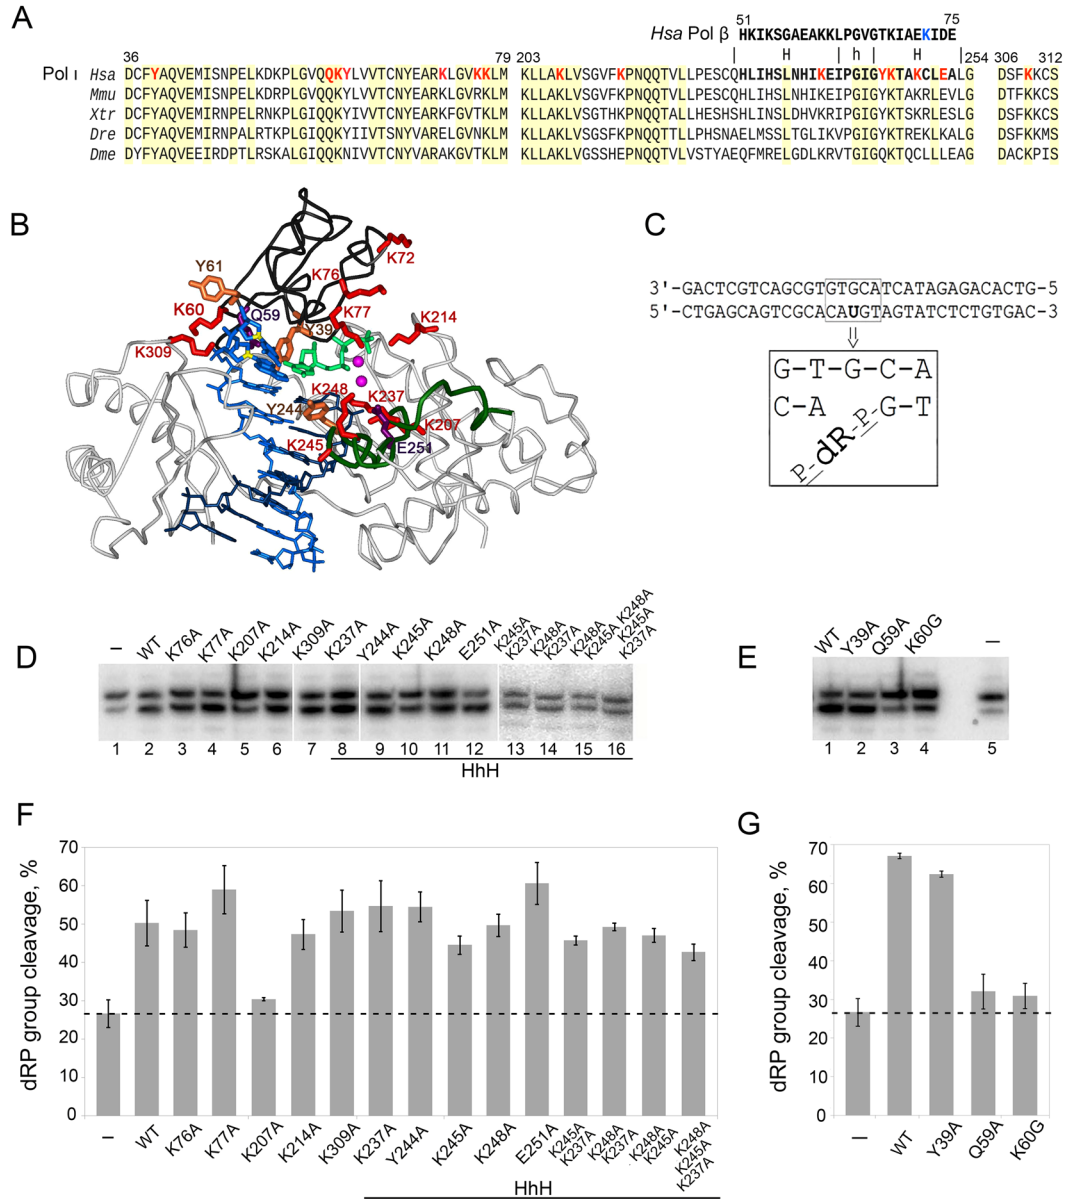 A
51 75
Hsa Pol β HKIKSGAEAKKLPGVGTKIAEKIDE
H h H
36 79 203 254 306 312
Pol ι Hsa DCFYAQVEMISNPELKDKPLGVQQKYLVVTCNYEARKLGVKKLM KLLAKLVSGVFKPNQQTVLLPESCQHLIHSLNHIKEIPGIGYKTAKCLEALG DSFKKCS
Mmu DCFYAQVEMISNPELKDRPLGVQQKYLVVTCNYEARKLGVRKLM KLLAKLVSGVFKPNQQTVLLPESCQHLIHSLNHIKEIPGIGYKTAKRLEVLG DTFKKCS
Xtr DCFYAQVEMIRNPELRNKPLGIQQKYIVVTCNYEARKLGVTKLM KLLAKLVSGTHKPNQQTALLHESHSHLINSLDHVKRIPGIGYKTSKRLEALG DSFKKCS
Dre DCFYAQVEMIRNPALRTKPLGIQQKYIIVTSNYVARELGVNKLM KLLAKLVSGSFKPNQQTTLLPHSNAELMSSLTGLIKVPGIGYKTREKLKALG DSFKKMS
Dme DYFYAQVEEIRDPTLRSKALGIQQKNIVVTCNYVARAKGVTKLM KLLAKLVGSSHEPNQQTVLVSTYAEQFMRELGDLKRVTGIGQKTQCLLLEAG DACKPIS
B
Y61
K60
Q59
K309
K72
K76
K77
Y39
K214
K248
K237
Y244
K207
K245
E251
C
3'-GACTCGTCAGCGTGTGCATCATAGAGACACTG-5
5'-CTGAGCAGTCGCACAUGTAGTATCTCTGTGAC-3
G-T-G-C-A
C-A P-G-T
P-dR
D
– WT K76A K77A K207A K214A K309A K237A Y244A K245A K248A E251A K245A K237A K248A K237A K248A K245A K248A K245A K237A
1 2 3 4 5 6 7 8 9 10 11 12 13 14 15 16
HhH
E
WT Y39A Q59A K60G –
1 2 3 4 5
F
dRP group cleavage, %
70
60
50
40
30
20
10
0
– WT K76A K77A K207A K214A K309A K237A Y244A K245A K248A E251A K245A K237A K248A K237A K248A K245A K248A K245A K237A
HhH
G
dRP group cleavage, %
70
60
50
40
30
20
10
0
– WT Y39A Q59A K60G